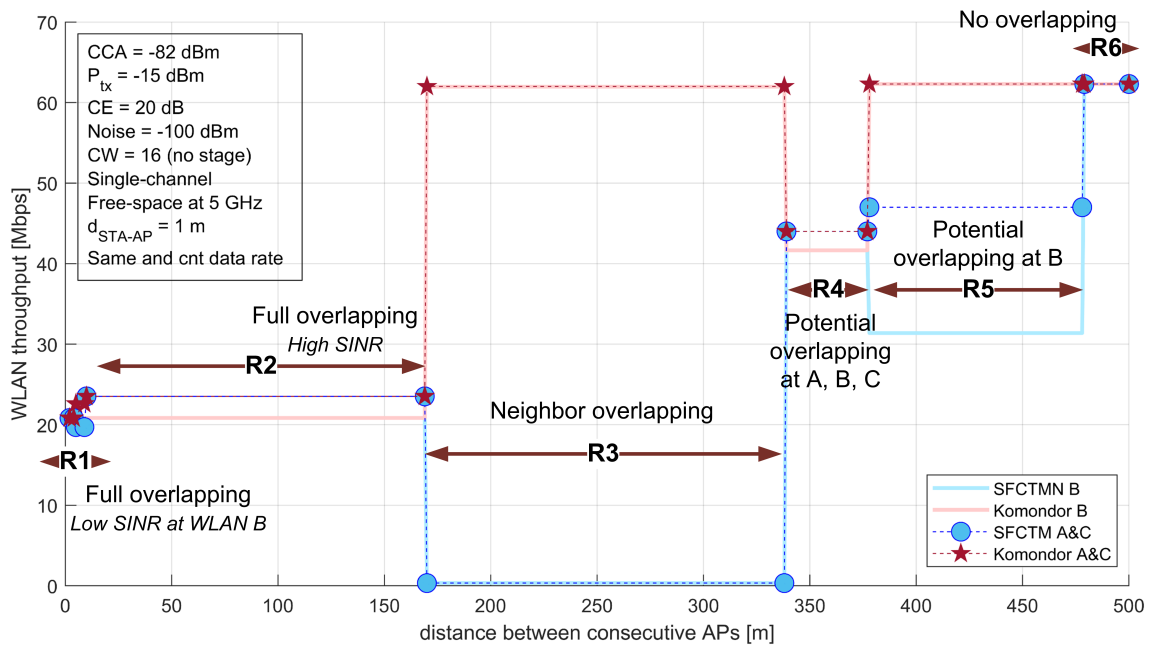 No overlapping
R6
CCA = -82 dBm
Ptx = -15 dBm
CE = 20 dB
Noise = -100 dBm
CW = 16 (no stage)
Single-channel
Free-space at 5 GHz
dSTA-AP = 1 m
Same and cnt data rate
WLAN throughput [Mbps]
70
60
50
40
30
20
10
0
Potential
overlapping at B
R4
R5
Full overlapping
High SINR
R2
Potential
overlapping
at A, B, C
Neighbor overlapping
R3
R1
Full overlapping
Low SINR at WLAN B
SFCTMN B
Komondor B
SFCTM A&C
Komondor A&C
0
50
100
150
200
250
300
350
400
450
500
distance between consecutive APs [m]